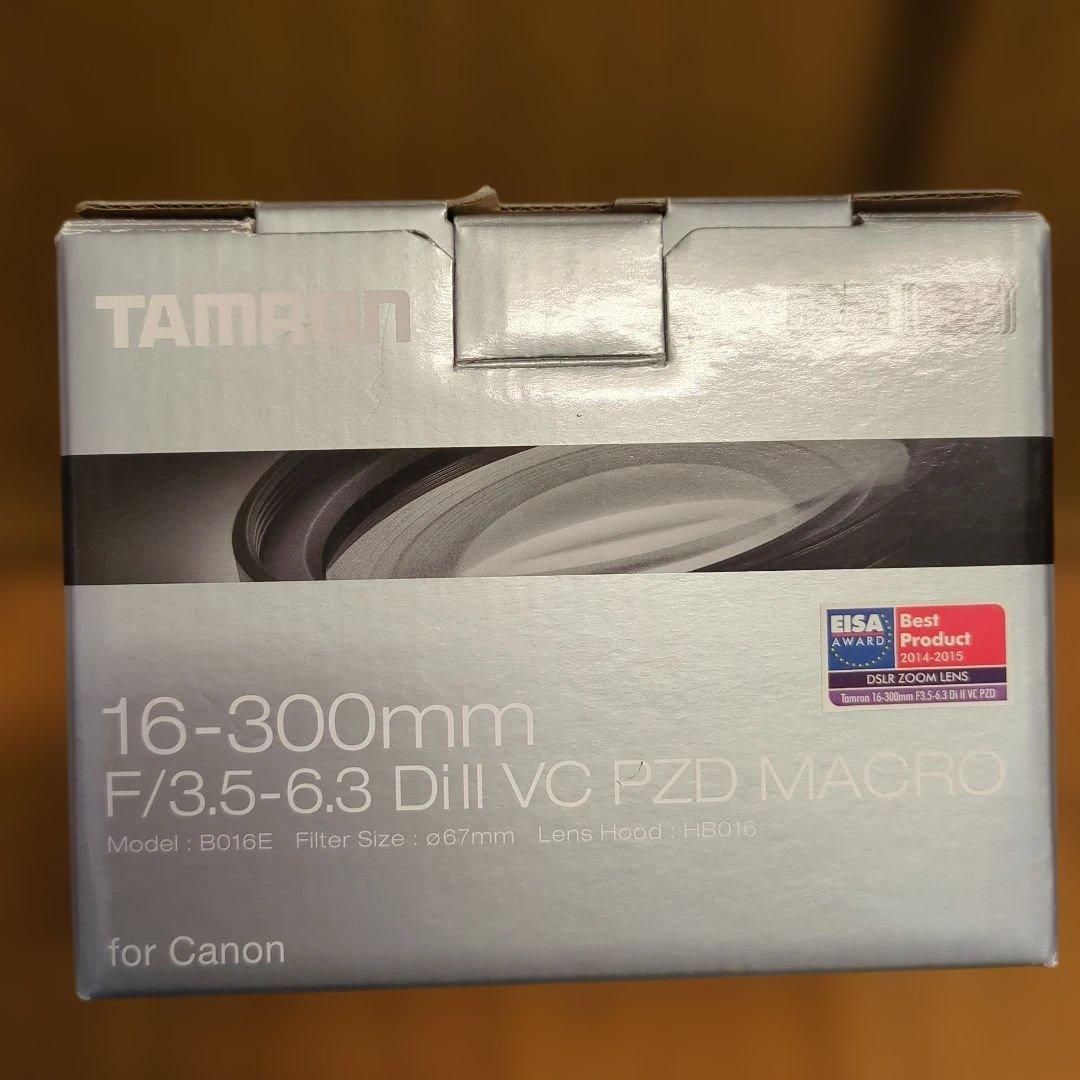 TAMRON
EISA
AWARD
Best
Product
2014-2015
DSLR ZOOM LENS
Tamron 16-300mm F3.5-6.3 Di II VC PZD
16-300mm
F/3.5-6.3 DiII VC PZD MACRO
Model : B016E Filter Size : ø67mm Lens Hood : HB016
for Canon